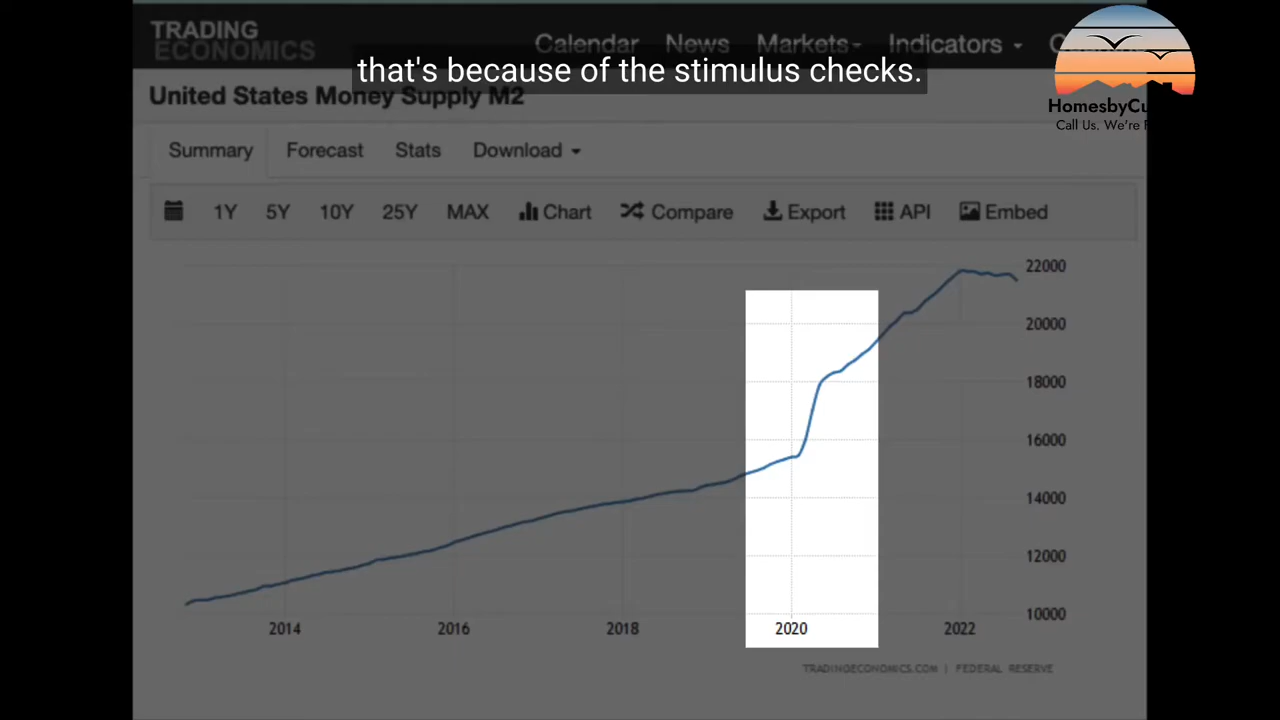 TRADING
ECONOMICS
Calendar News Markets Indicators
that's because of the stimulus checks.
HomesbyCu
Call Us. We're F
United States Money Supply M2
Summary Forecast Stats Download
1Y 5Y 10Y 25Y MAX Chart Compare Export API Embed
22000
20000
18000
16000
14000
12000
10000
2014 2016 2018 2020 2022
TRADINGECONOMICS.COM | FEDERAL RESERVE